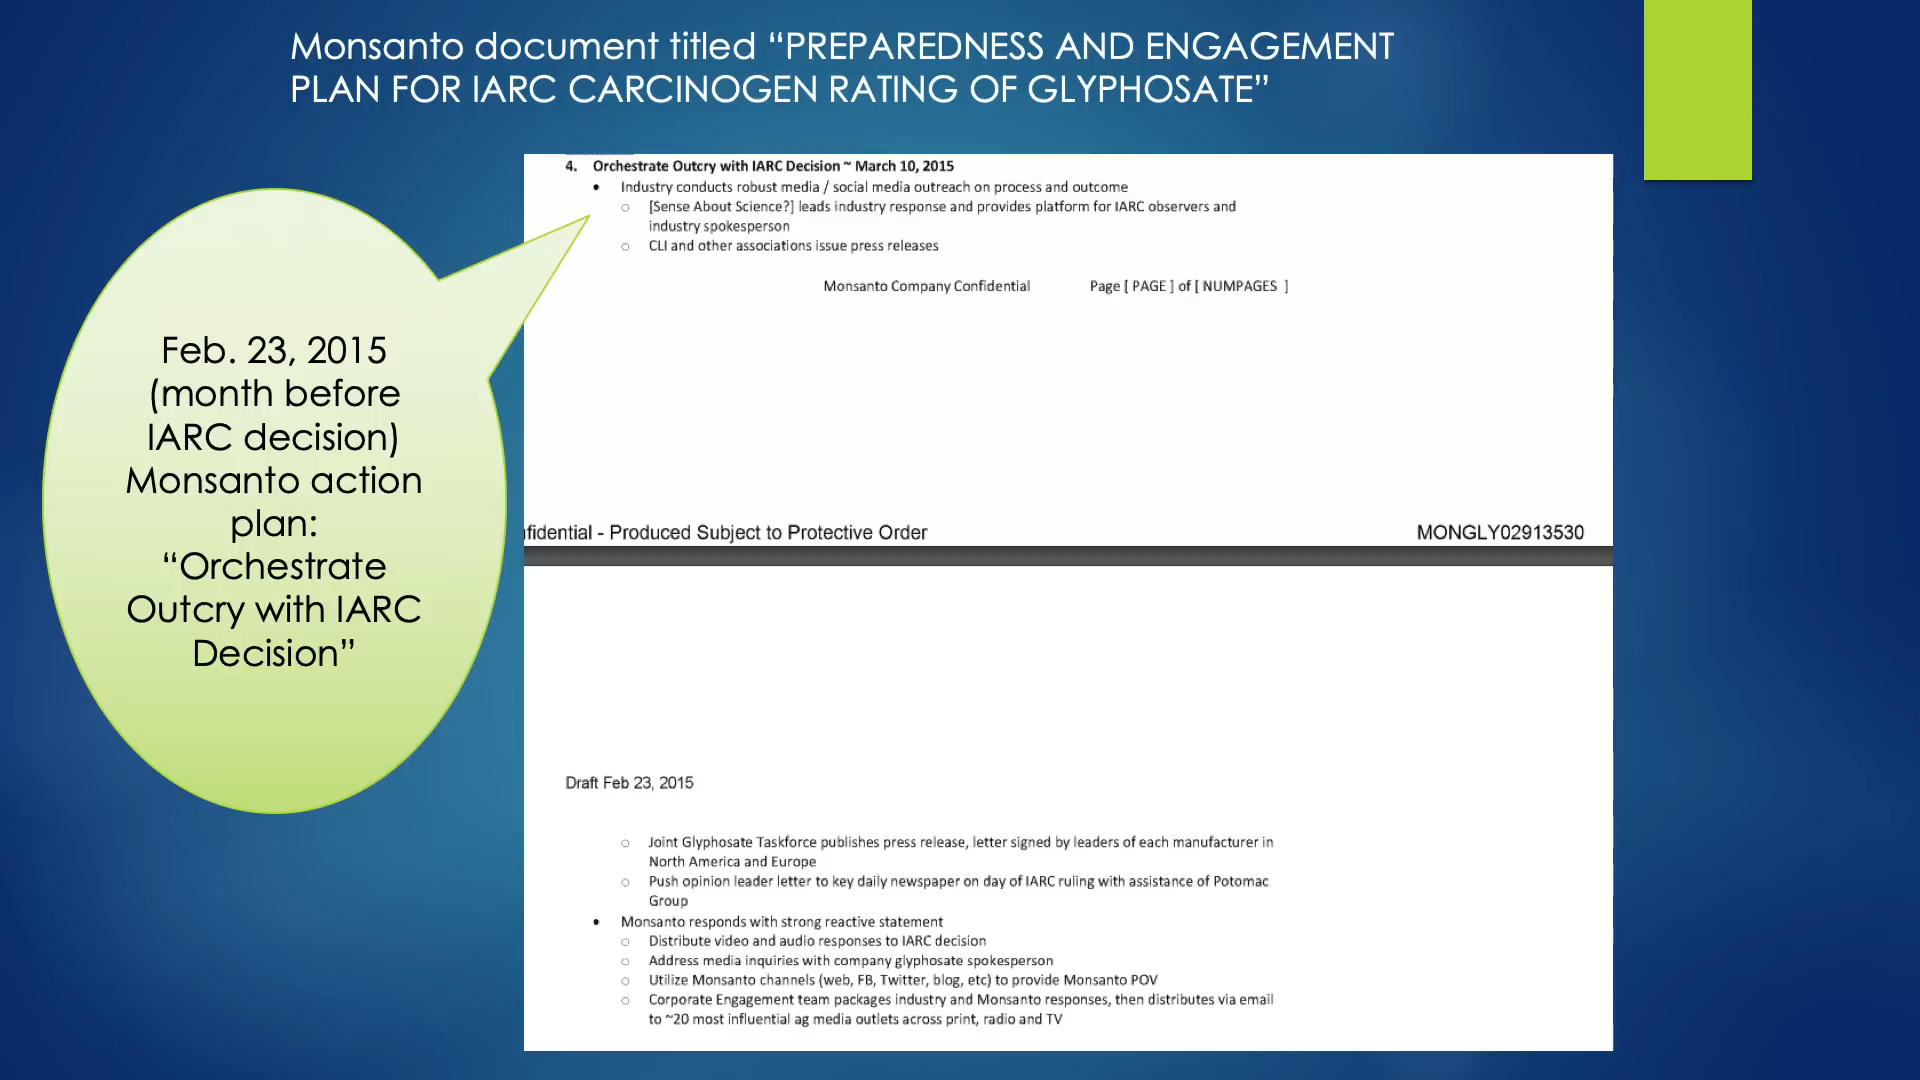 Monsanto document titled “PREPAREDNESS AND ENGAGEMENT
PLAN FOR IARC CARCINOGEN RATING OF GLYPHOSATE”
Feb. 23, 2015
(month before
IARC decision)
Monsanto action
plan:
“Orchestrate
Outcry with IARC
Decision”
4. Orchestrate Outcry with IARC Decision ~ March 10, 2015
• Industry conducts robust media / social media outreach on process and outcome
○ [Sense About Science?] leads industry response and provides platform for IARC observers and
industry spokesperson
○ CLI and other associations issue press releases
Monsanto Company Confidential Page [ PAGE ] of [ NUMPAGES ]
nfidential - Produced Subject to Protective Order MONGLY02913530
Draft Feb 23, 2015
○ Joint Glyphosate Taskforce publishes press release, letter signed by leaders of each manufacturer in
North America and Europe
○ Push opinion leader letter to key daily newspaper on day of IARC ruling with assistance of Potomac
Group
• Monsanto responds with strong reactive statement
○ Distribute video and audio responses to IARC decision
○ Address media inquiries with company glyphosate spokesperson
○ Utilize Monsanto channels (web, FB, Twitter, blog, etc) to provide Monsanto POV
○ Corporate Engagement team packages industry and Monsanto responses, then distributes via email
to ~20 most influential ag media outlets across print, radio and TV